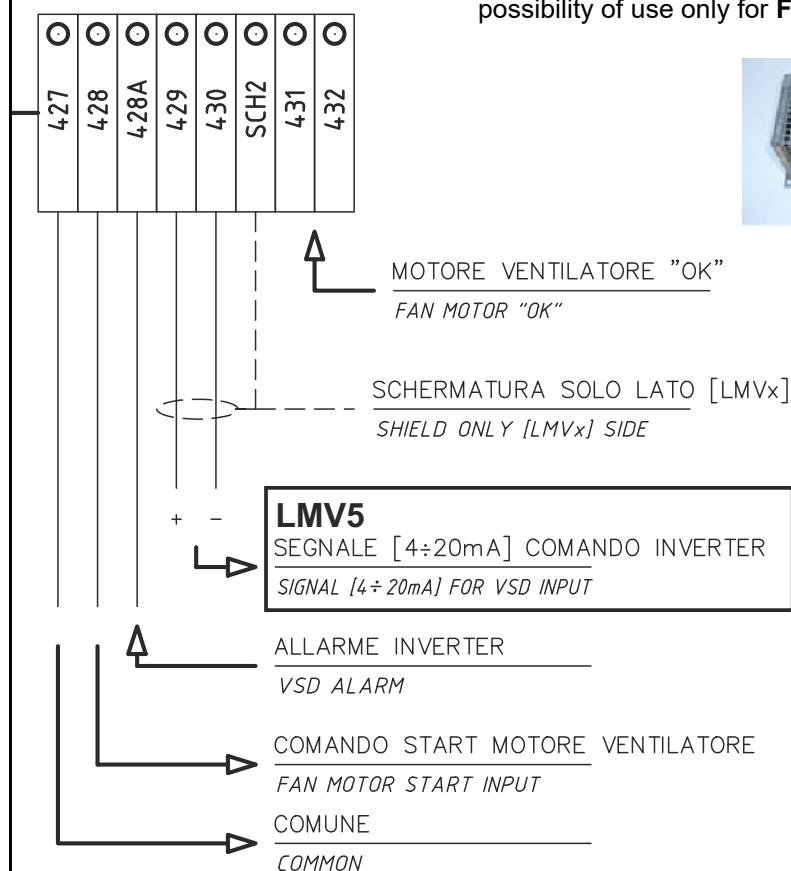 possibility of use only for F
427
428
428A
429
430
SCH2
431
432
MOTORE VENTILATORE "OK"
FAN MOTOR "OK"
SCHERMATURA SOLO LATO [LMVx]
SHIELD ONLY [LMVx] SIDE
+ −
LMV5
SEGNALE [4÷20mA] COMANDO INVERTER
SIGNAL [4÷20mA] FOR VSD INPUT
ALLARME INVERTER
VSD ALARM
COMANDO START MOTORE VENTILATORE
FAN MOTOR START INPUT
COMUNE
COMMON